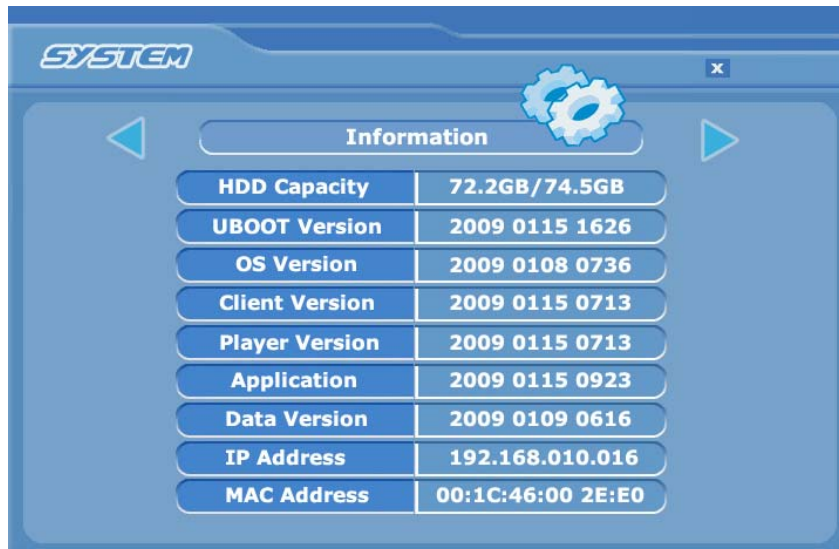 SYSTEM
X
Information
HDD Capacity 72.2GB/74.5GB
UBOOT Version 2009 0115 1626
OS Version 2009 0108 0736
Client Version 2009 0115 0713
Player Version 2009 0115 0713
Application 2009 0115 0923
Data Version 2009 0109 0616
IP Address 192.168.010.016
MAC Address 00:1C:46:00 2E:E0